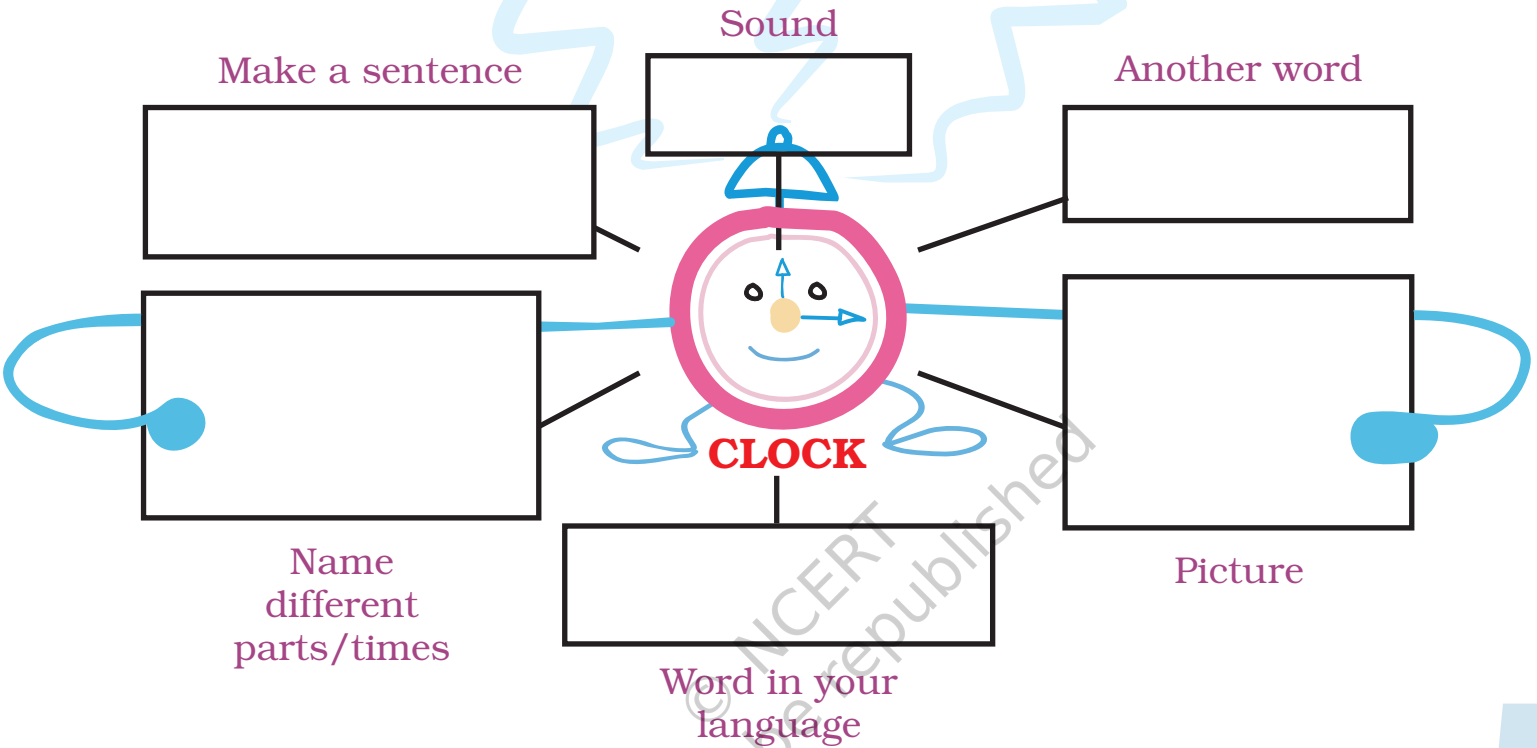 Sound
Make a sentence
Another word
CLOCK
Name
different
parts/times
Picture
Word in your
language
© NCERT
be republished